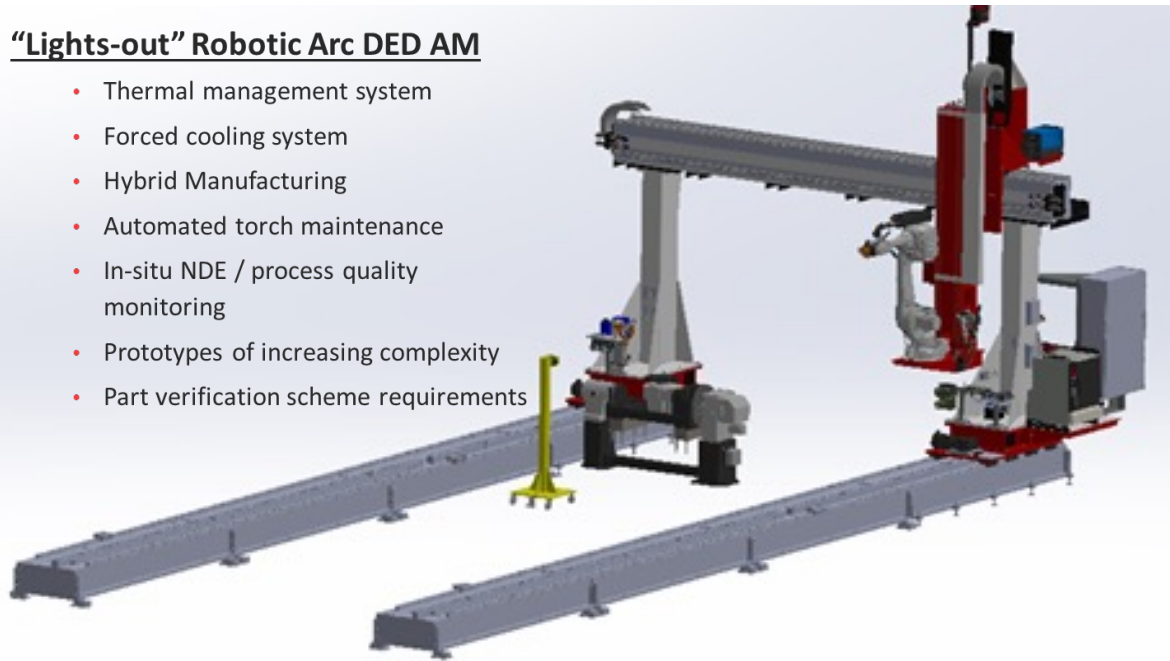 “Lights-out” Robotic Arc DED AM
• Thermal management system
• Forced cooling system
• Hybrid Manufacturing
• Automated torch maintenance
• In-situ NDE / process quality
monitoring
• Prototypes of increasing complexity
• Part verification scheme requirements